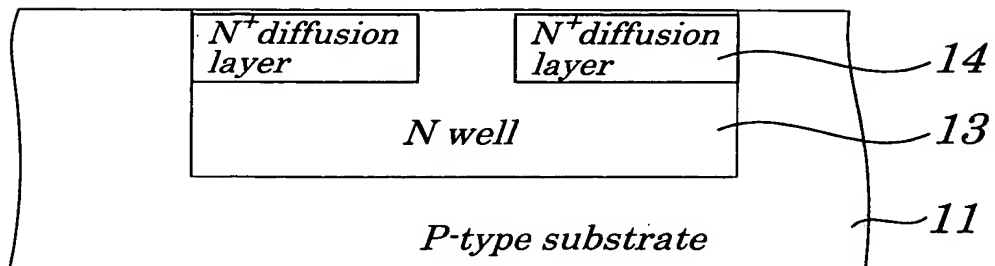 N⁺diffusion layer
N⁺diffusion layer
14
N well
13
P-type substrate
11